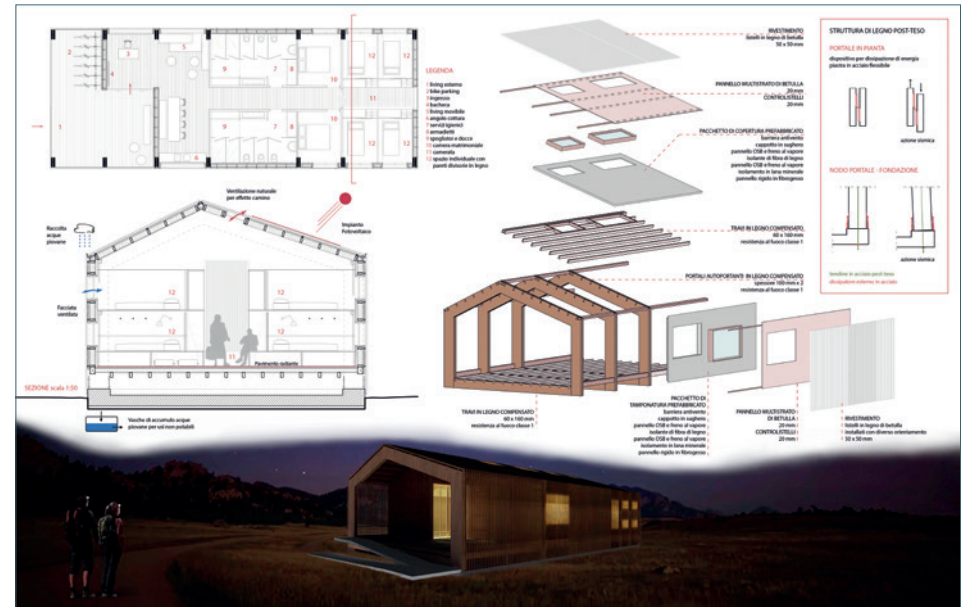 LEGENDA
1 living esterno
2 bike parking
3 ingresso
4 bacheca
5 living movibile
6 angolo cottura
7 servizi igienici
8 armadietti
9 spogliatoi e docce
10 camera matrimoniale
11 camerata
12 spazio individuale con
pareti divisorie in legno
Ventilazione naturale
per effetto camino
Impianto
Fotovoltaico
Raccolta
acque
piovane
Facciata
ventilata
12
12
12
12
11
Pavimento radiante
SEZIONE scala 1:50
Vasche di accumulo acque
piovane per usi non potabili
RIVESTIMENTO
listelli in legno di betulla
50 x 50 mm
PANNELLO MULTISTRATO DI BETULLA
20 mm
CONTROLISTELLI
20 mm
PACCHETTO DI COPERTURA PREFABBRICATO
barriera antivento
cappotto in sughero
pannello OSB e freno al vapore
isolante di fibra di legno
pannello OSB e freno al vapore
isolamento in lana minerale
pannello rigido in fibrogesso
TRAVI IN LEGNO COMPENSATO
60 x 160 mm
resistenza al fuoco classe 1
PORTALI AUTOPORTANTI IN LEGNO COMPENSATO
spessore 160 mm x 2
resistenza al fuoco classe 1
TRAVI IN LEGNO COMPENSATO
60 x 160 mm
resistenza al fuoco classe 1
PACCHETTO DI
TAMPONATURA PREFABBRICATO
barriera antivento
cappotto in sughero
pannello OSB e freno al vapore
isolante di fibra di legno
pannello OSB e freno al vapore
isolamento in lana minerale
pannello rigido in fibrogesso
PANNELLO MULTISTRATO
DI BETULLA
20 mm
CONTROLISTELLI
20 mm
RIVESTIMENTO
listelli in legno di betulla
installati con diverso orientamento
50 x 50 mm
STRUTTURA DI LEGNO POST-TESO
PORTALE IN PIANTA
dispositivo per dissipazione di energia
piastra in acciaio flessibile
azione sismica
NODO PORTALE - FONDAZIONE
azione sismica
tendine in acciaio post-teso
dissipatore esterno in acciaio